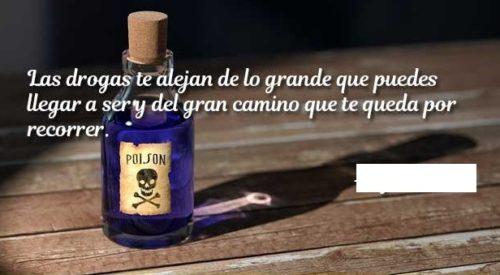 Las drogas te alejan de lo grande que puedes
llegar a ser y del gran camino que te queda por
recorrer.
POISON